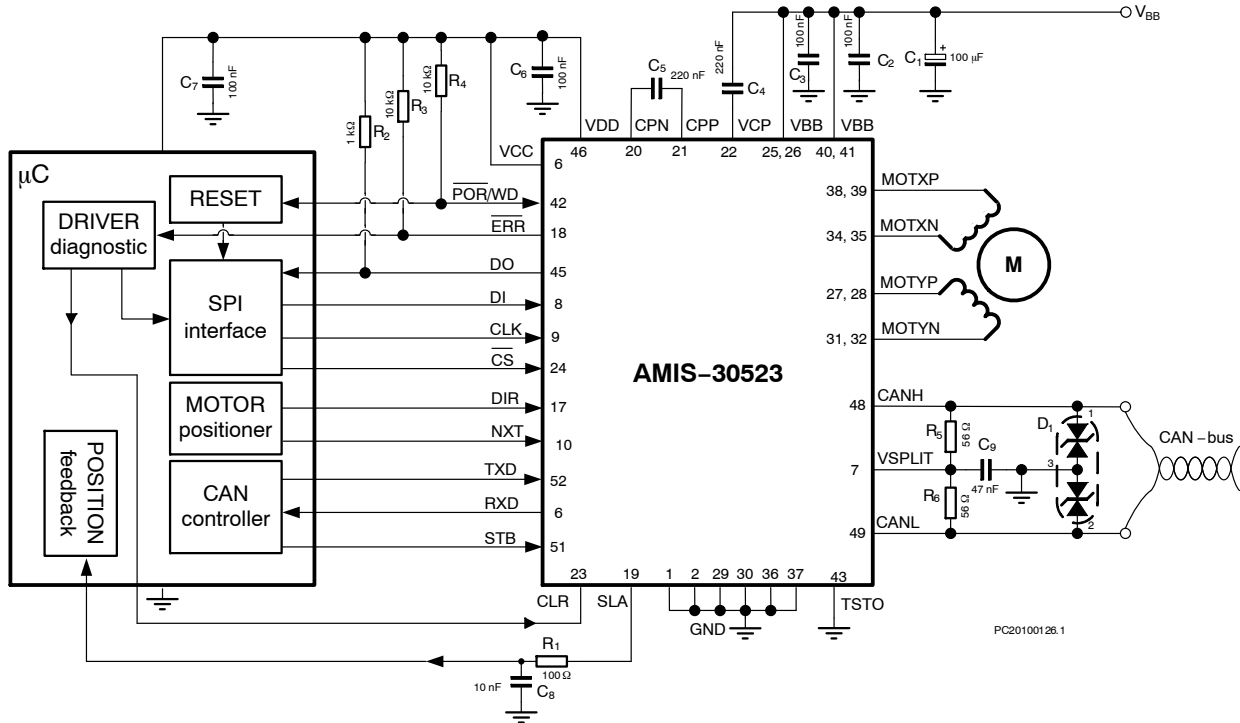 V_BB
100 nF
100 nF
220 nF
C7
100 nF
10 kΩ
R4
10 kΩ
R3
1 kΩ
R2
C6
100 nF
C5
220 nF
C4
C3
C2
C1
+
100 µF
VDD
CPN
CPP
VCP
VBB
VBB
VCC
46
20
21
22
25, 26
40, 41
6
µC
RESET
POR/WD
42
38, 39
MOTXP
DRIVER
diagnostic
ERR
18
34, 35
MOTXN
M
DO
45
SPI
interface
DI
8
27, 28
MOTYP
CLK
9
31, 32
MOTYN
CS
24
AMIS–30523
MOTOR
positioner
DIR
17
48
CANH
NXT
10
POSITION
feedback
CAN
controller
TXD
52
7
VSPLIT
RXD
6
STB
51
49
CANL
R5
56 Ω
C9
47 nF
R6
56 Ω
D1
1
3
2
CAN–bus
23
19
1
2
29
30
36
37
43
CLR
SLA
GND
TSTO
PC20100126.1
R1
100 Ω
10 nF
C8